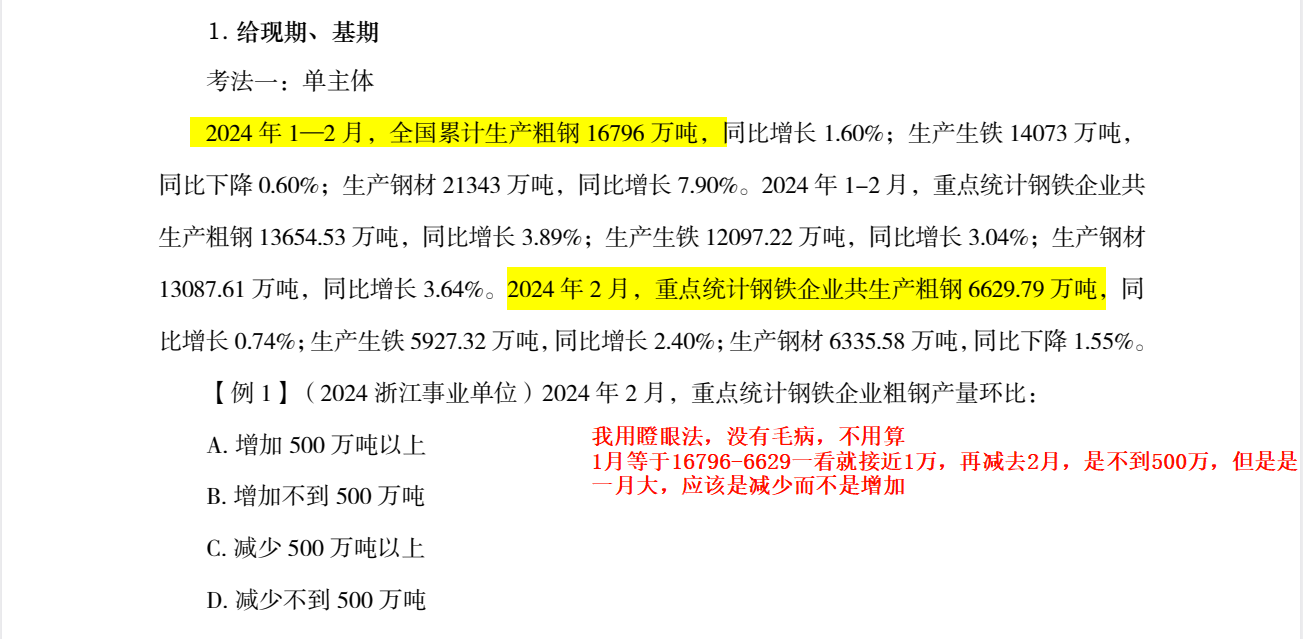 1. 给现期、基期
考法一：单主体
2024 年 1—2 月，全国累计生产粗钢 16796 万吨，同比增长 1.60%；生产生铁 14073 万吨，
同比下降 0.60%；生产钢材 21343 万吨，同比增长 7.90%。2024 年 1-2 月，重点统计钢铁企业共
生产粗钢 13654.53 万吨，同比增长 3.89%；生产生铁 12097.22 万吨，同比增长 3.04%；生产钢材
13087.61 万吨，同比增长 3.64%。2024 年 2 月，重点统计钢铁企业共生产粗钢 6629.79 万吨，同
比增长 0.74%；生产生铁 5927.32 万吨，同比增长 2.40%；生产钢材 6335.58 万吨，同比下降 1.55%。
【例 1】（2024 浙江事业单位）2024 年 2 月，重点统计钢铁企业粗钢产量环比：
A. 增加 500 万吨以上
我用瞪眼法，没有毛病，不用算
1月等于16796-6629一看就接近1万，再减去2月，是不到500万，但是是
一月大，应该是减少而不是增加
B. 增加不到 500 万吨
C. 减少 500 万吨以上
D. 减少不到 500 万吨